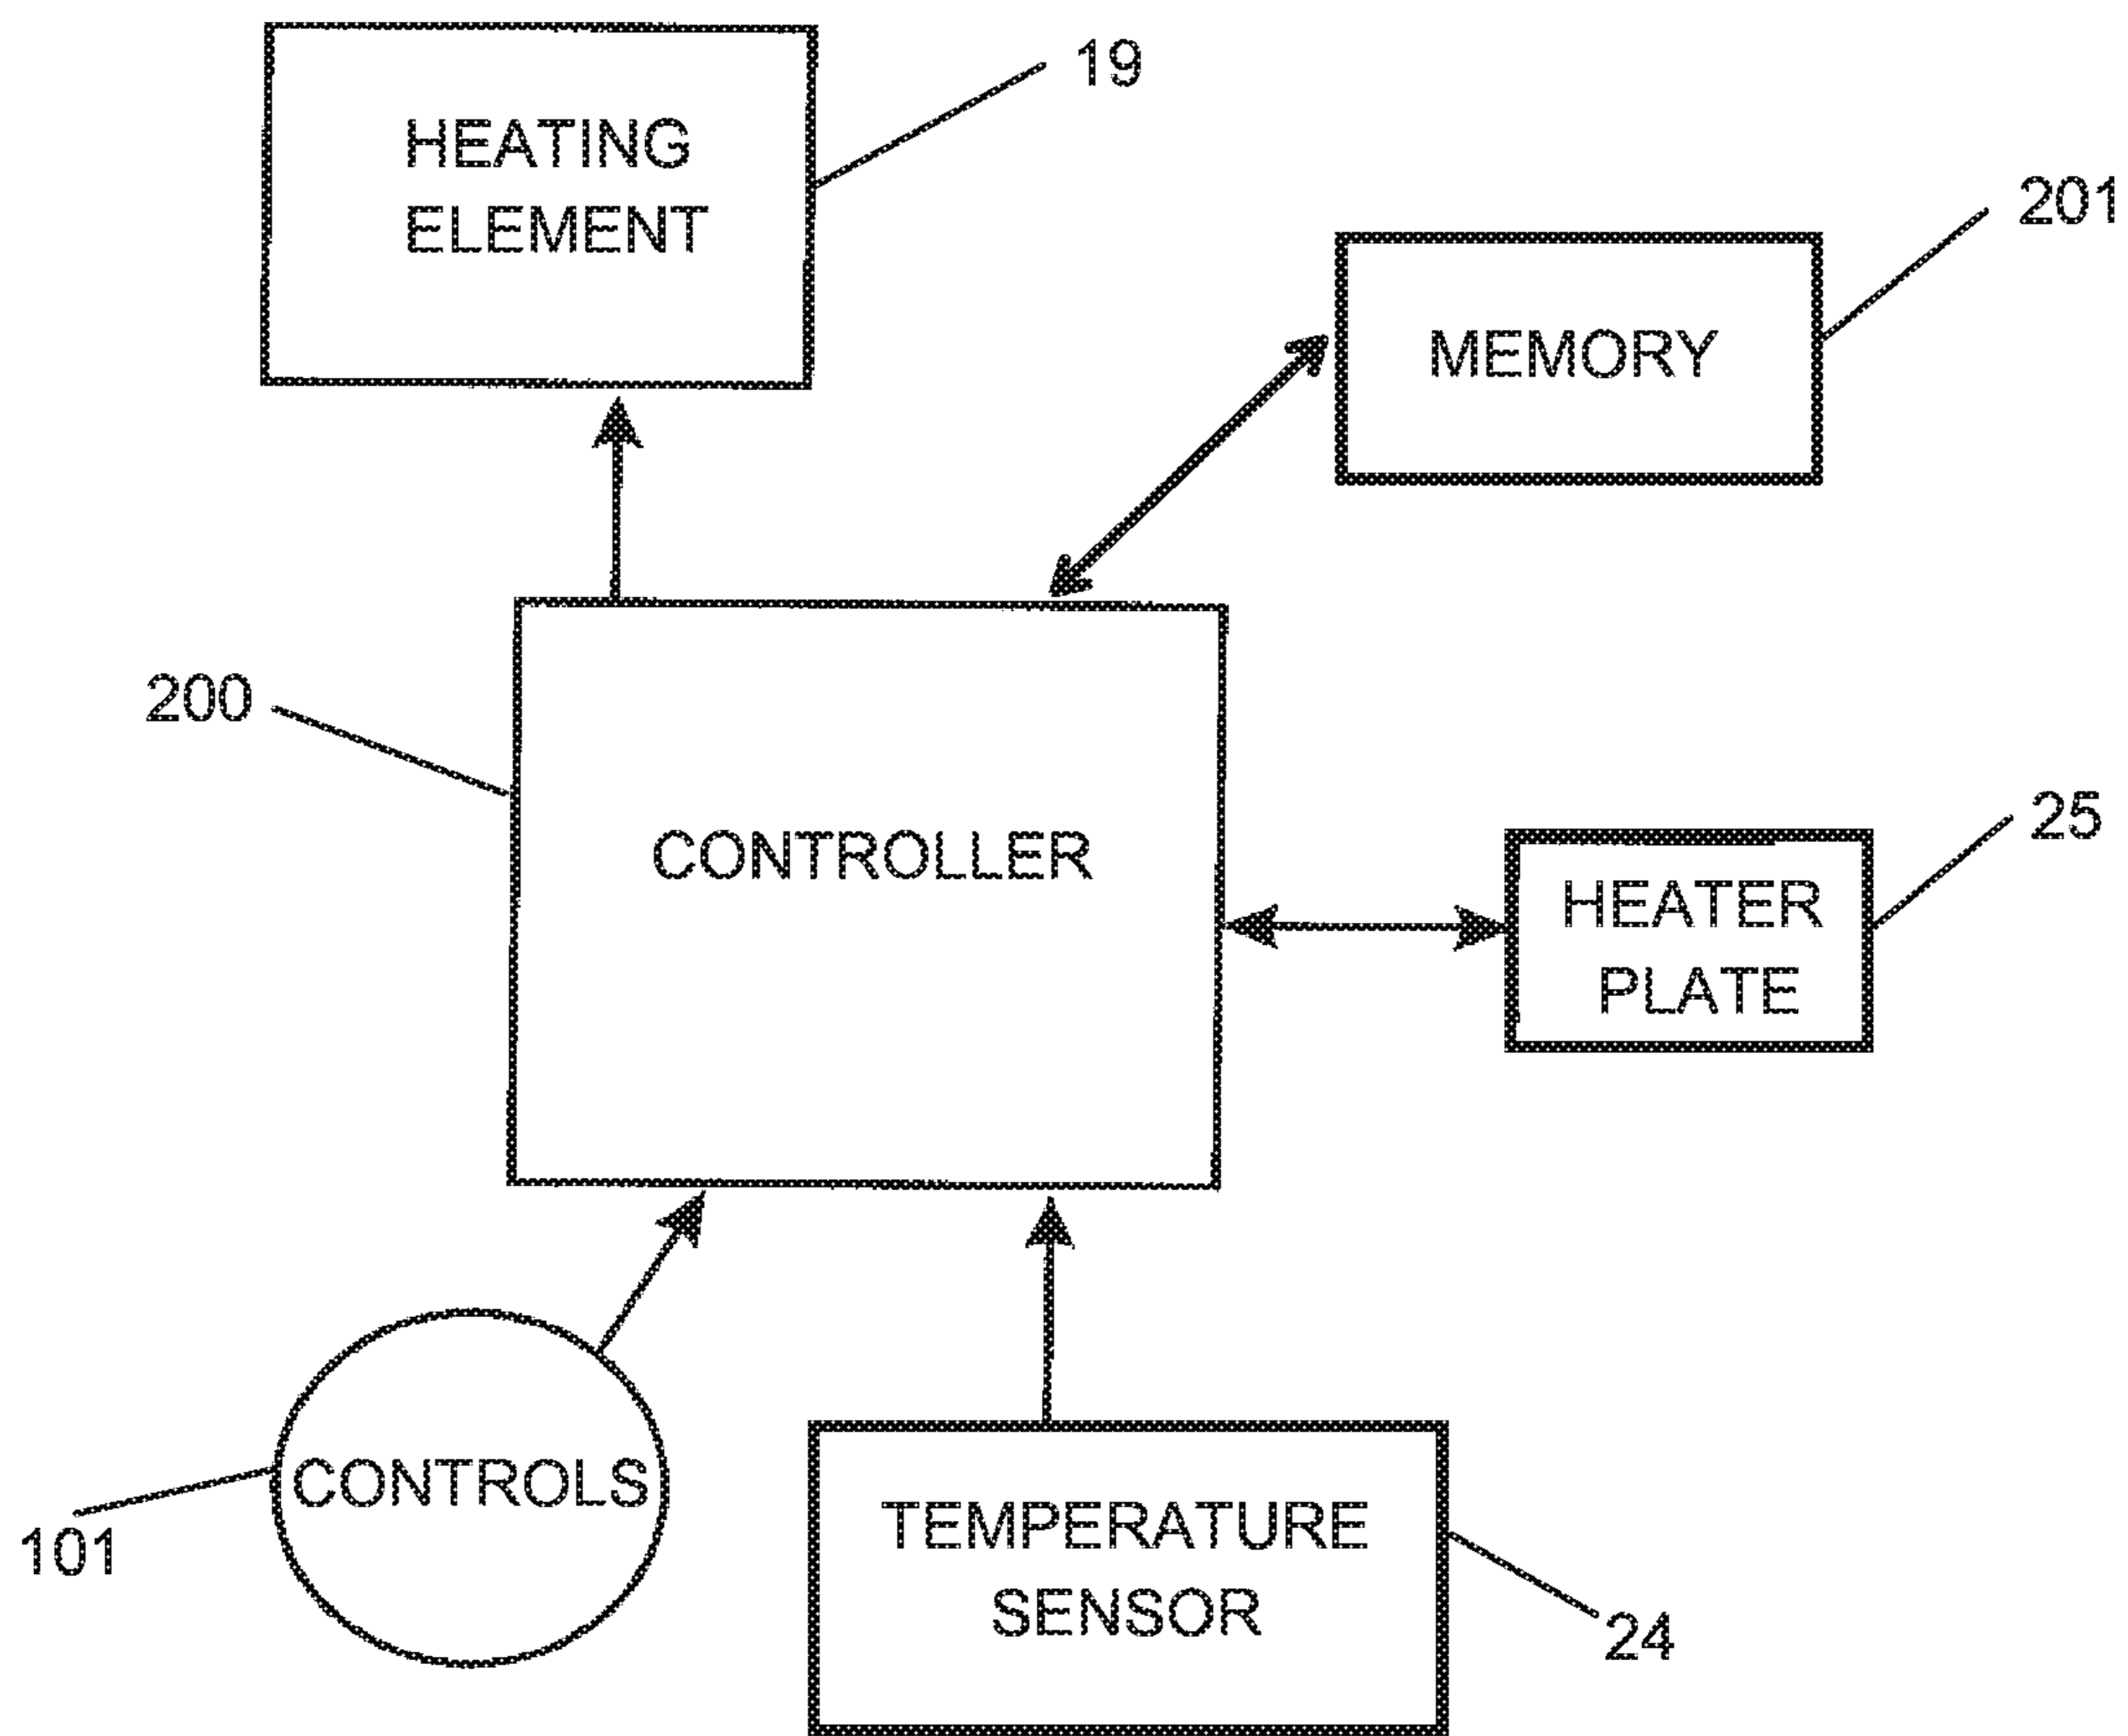 HEATING
ELEMENT
19
201
MEMORY
200
CONTROLLER
25
HEATER
PLATE
CONTROLS
101
TEMPERATURE
SENSOR
24